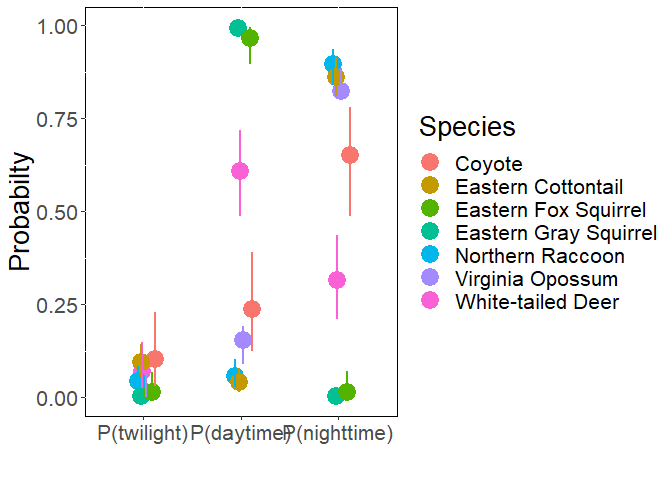 Probabilty
1.00
0.75
0.50
0.25
0.00
P(twilight)
P(daytime)
P(nighttime)
Species
Coyote
Eastern Cottontail
Eastern Fox Squirrel
Eastern Gray Squirrel
Northern Raccoon
Virginia Opossum
White-tailed Deer